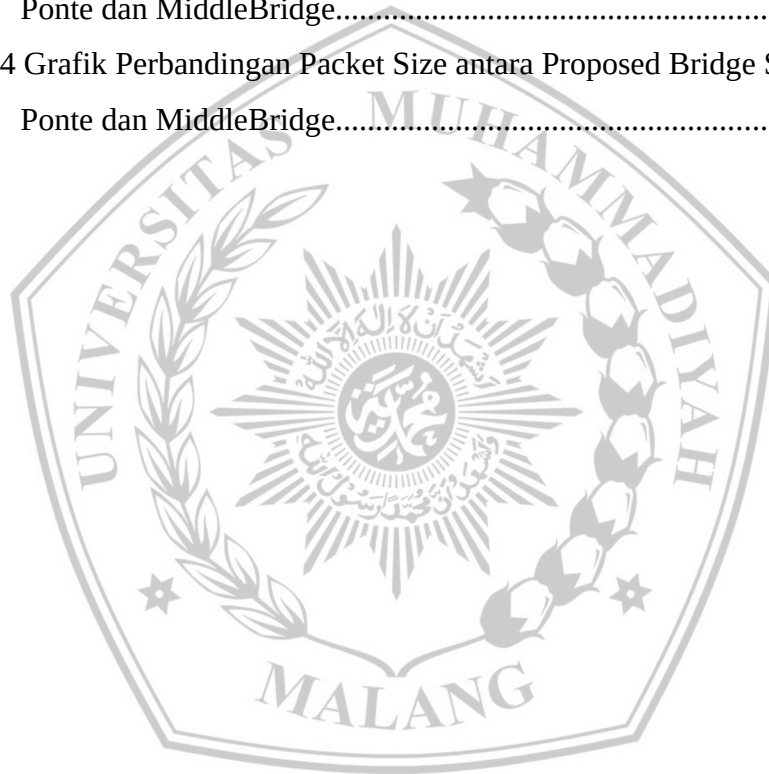 Ponte dan MiddleBridge......................................................
4 Grafik Perbandingan Packet Size antara Proposed Bridge S
Ponte dan MiddleBridge......................................................
UNIVERSITAS MUHAMMADIYAH
MALANG